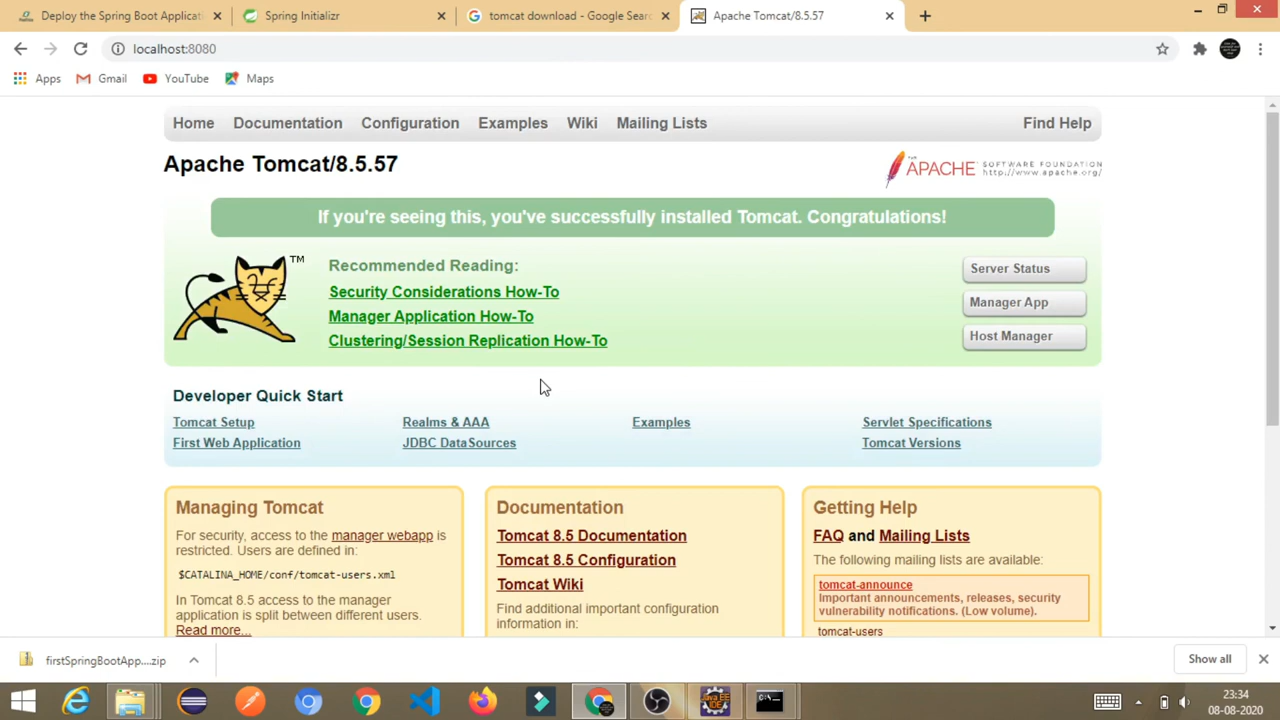 Deploy the Spring Boot Applicati
Spring Initializr
tomcat download - Google Searc
Apache Tomcat/8.5.57
localhost:8080
Apps
Gmail
YouTube
Maps
Home
Documentation
Configuration
Examples
Wiki
Mailing Lists
Find Help
Apache Tomcat/8.5.57
THE APACHE SOFTWARE FOUNDATION
http://www.apache.org/
If you're seeing this, you've successfully installed Tomcat. Congratulations!
TM
Recommended Reading:
Security Considerations How-To
Manager Application How-To
Clustering/Session Replication How-To
Server Status
Manager App
Host Manager
Developer Quick Start
Tomcat Setup
First Web Application
Realms & AAA
JDBC DataSources
Examples
Servlet Specifications
Tomcat Versions
Managing Tomcat
For security, access to the manager webapp is
restricted. Users are defined in:
$CATALINA_HOME/conf/tomcat-users.xml
In Tomcat 8.5 access to the manager
application is split between different users.
Read more...
Documentation
Tomcat 8.5 Documentation
Tomcat 8.5 Configuration
Tomcat Wiki
Find additional important configuration
information in:
Getting Help
FAQ and Mailing Lists
The following mailing lists are available:
tomcat-announce
Important announcements, releases, security
vulnerability notifications. (Low volume).
tomcat-users
firstSpringBootApp....zip
Show all
Java EE
IDE
23:34
08-08-2020